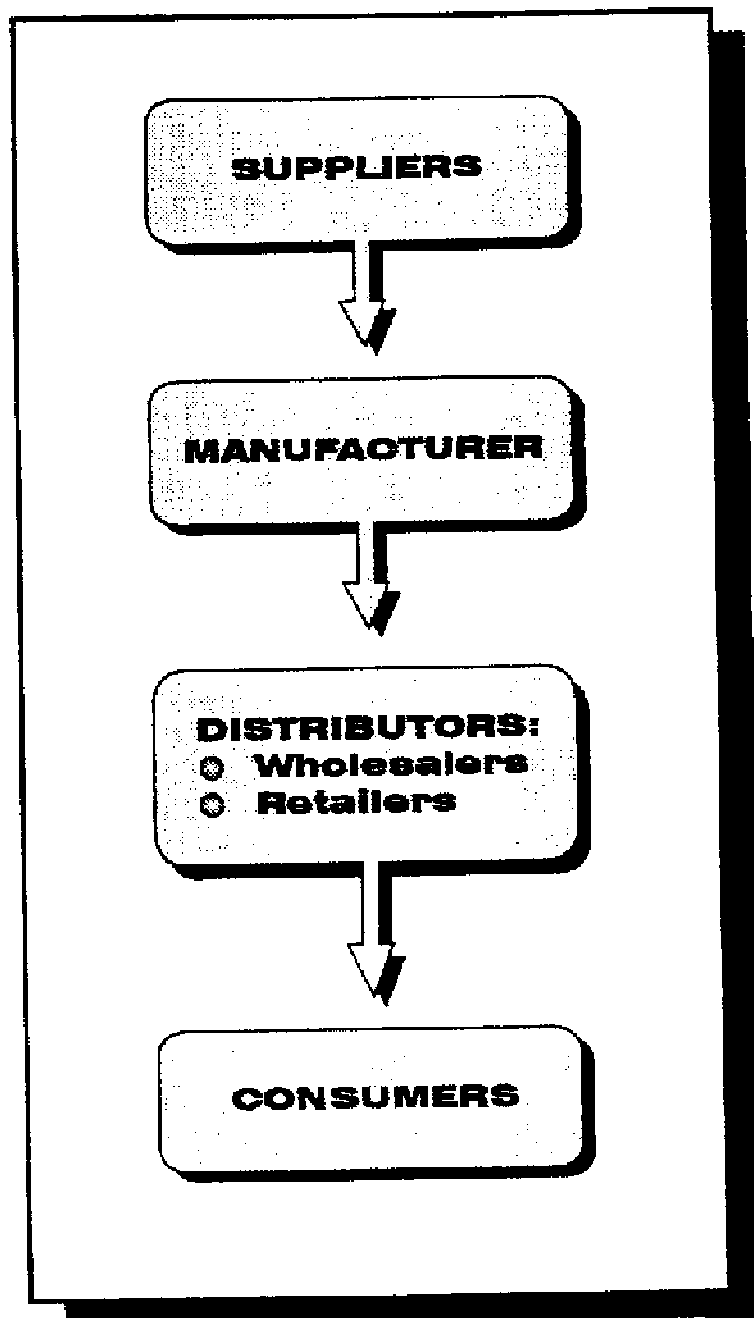 SUPPLIERS
MANUFACTURER
DISTRIBUTORS:
Wholesalers
Retailers
CONSUMERS